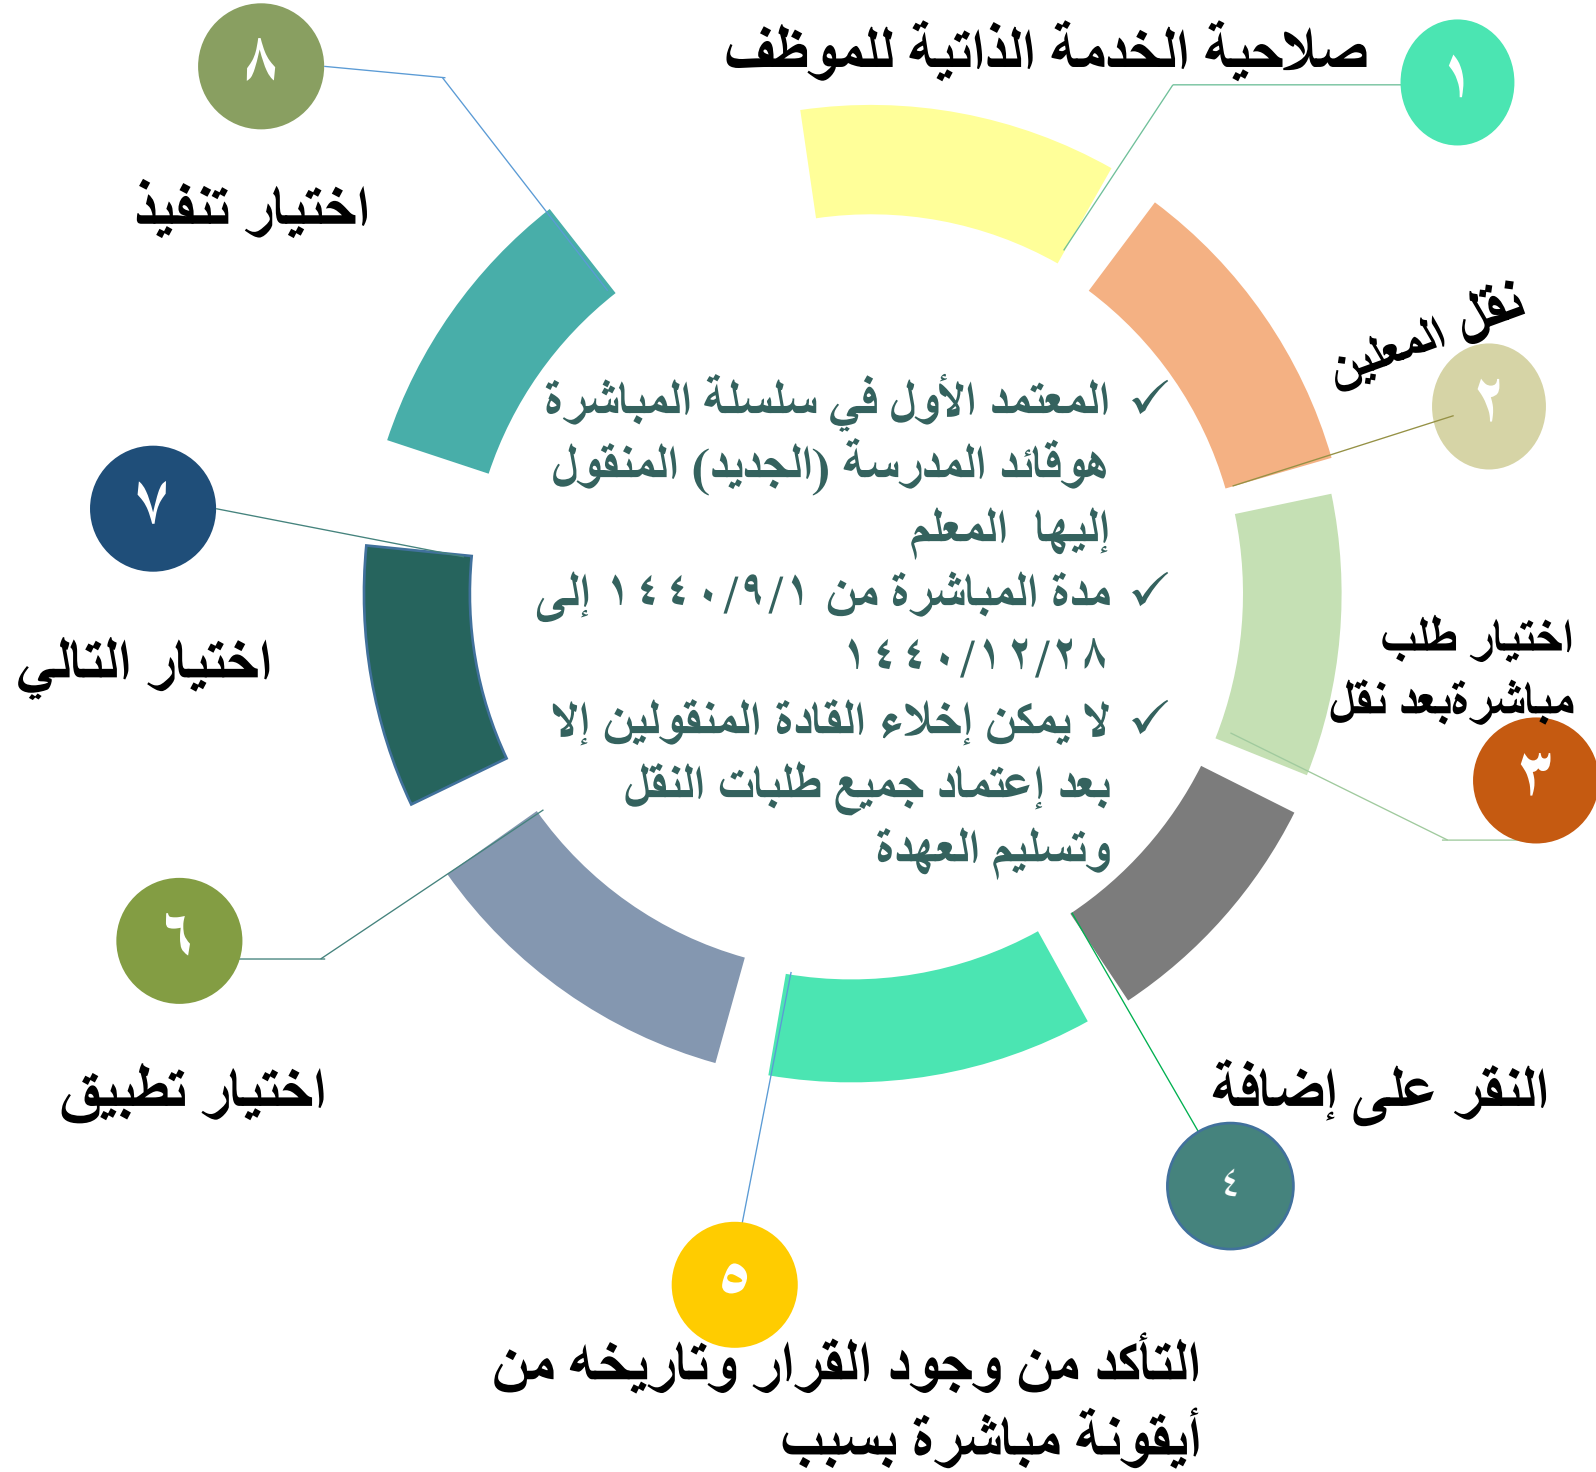 ١
صلاحية الخدمة الذاتية للموظف
٢
نقل المعلين
٣
اختيار طلب
مباشرةبعد نقل
٤
النقر على إضافة
٥
التأكد من وجود القرار وتاريخه من
أيقونة مباشرة بسبب
٦
اختيار تطبيق
٧
اختيار التالي
٨
اختيار تنفيذ
✓ المعتمد الأول في سلسلة المباشرة
هوقائد المدرسة (الجديد) المنقول
إليها المعلم
✓ مدة المباشرة من ١٤٤٠/٩/١ إلى
١٤٤٠/١٢/٢٨
✓ لا يمكن إخلاء القادة المنقولين إلا
بعد إعتماد جميع طلبات النقل
وتسليم العهدة